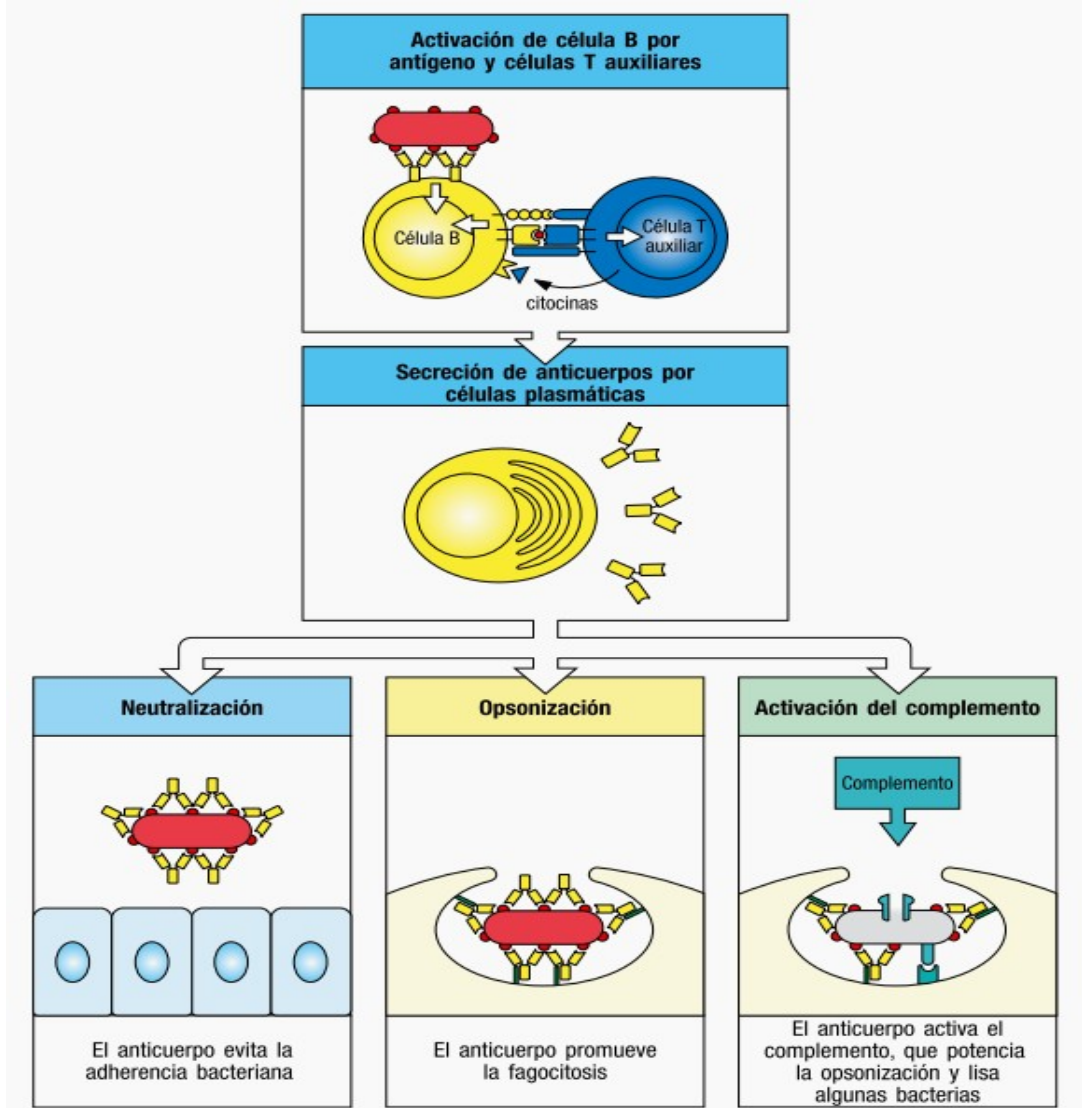 Activación de célula B por
antígeno y células T auxiliares
Célula B
Célula T
auxiliar
citocinas
Secreción de anticuerpos por
células plasmáticas
Neutralización
Opsonización
Activación del complemento
Complemento
El anticuerpo evita la
adherencia bacteriana
El anticuerpo promueve
la fagocitosis
El anticuerpo activa el
complemento, que potencia
la opsonización y lisa
algunas bacterias